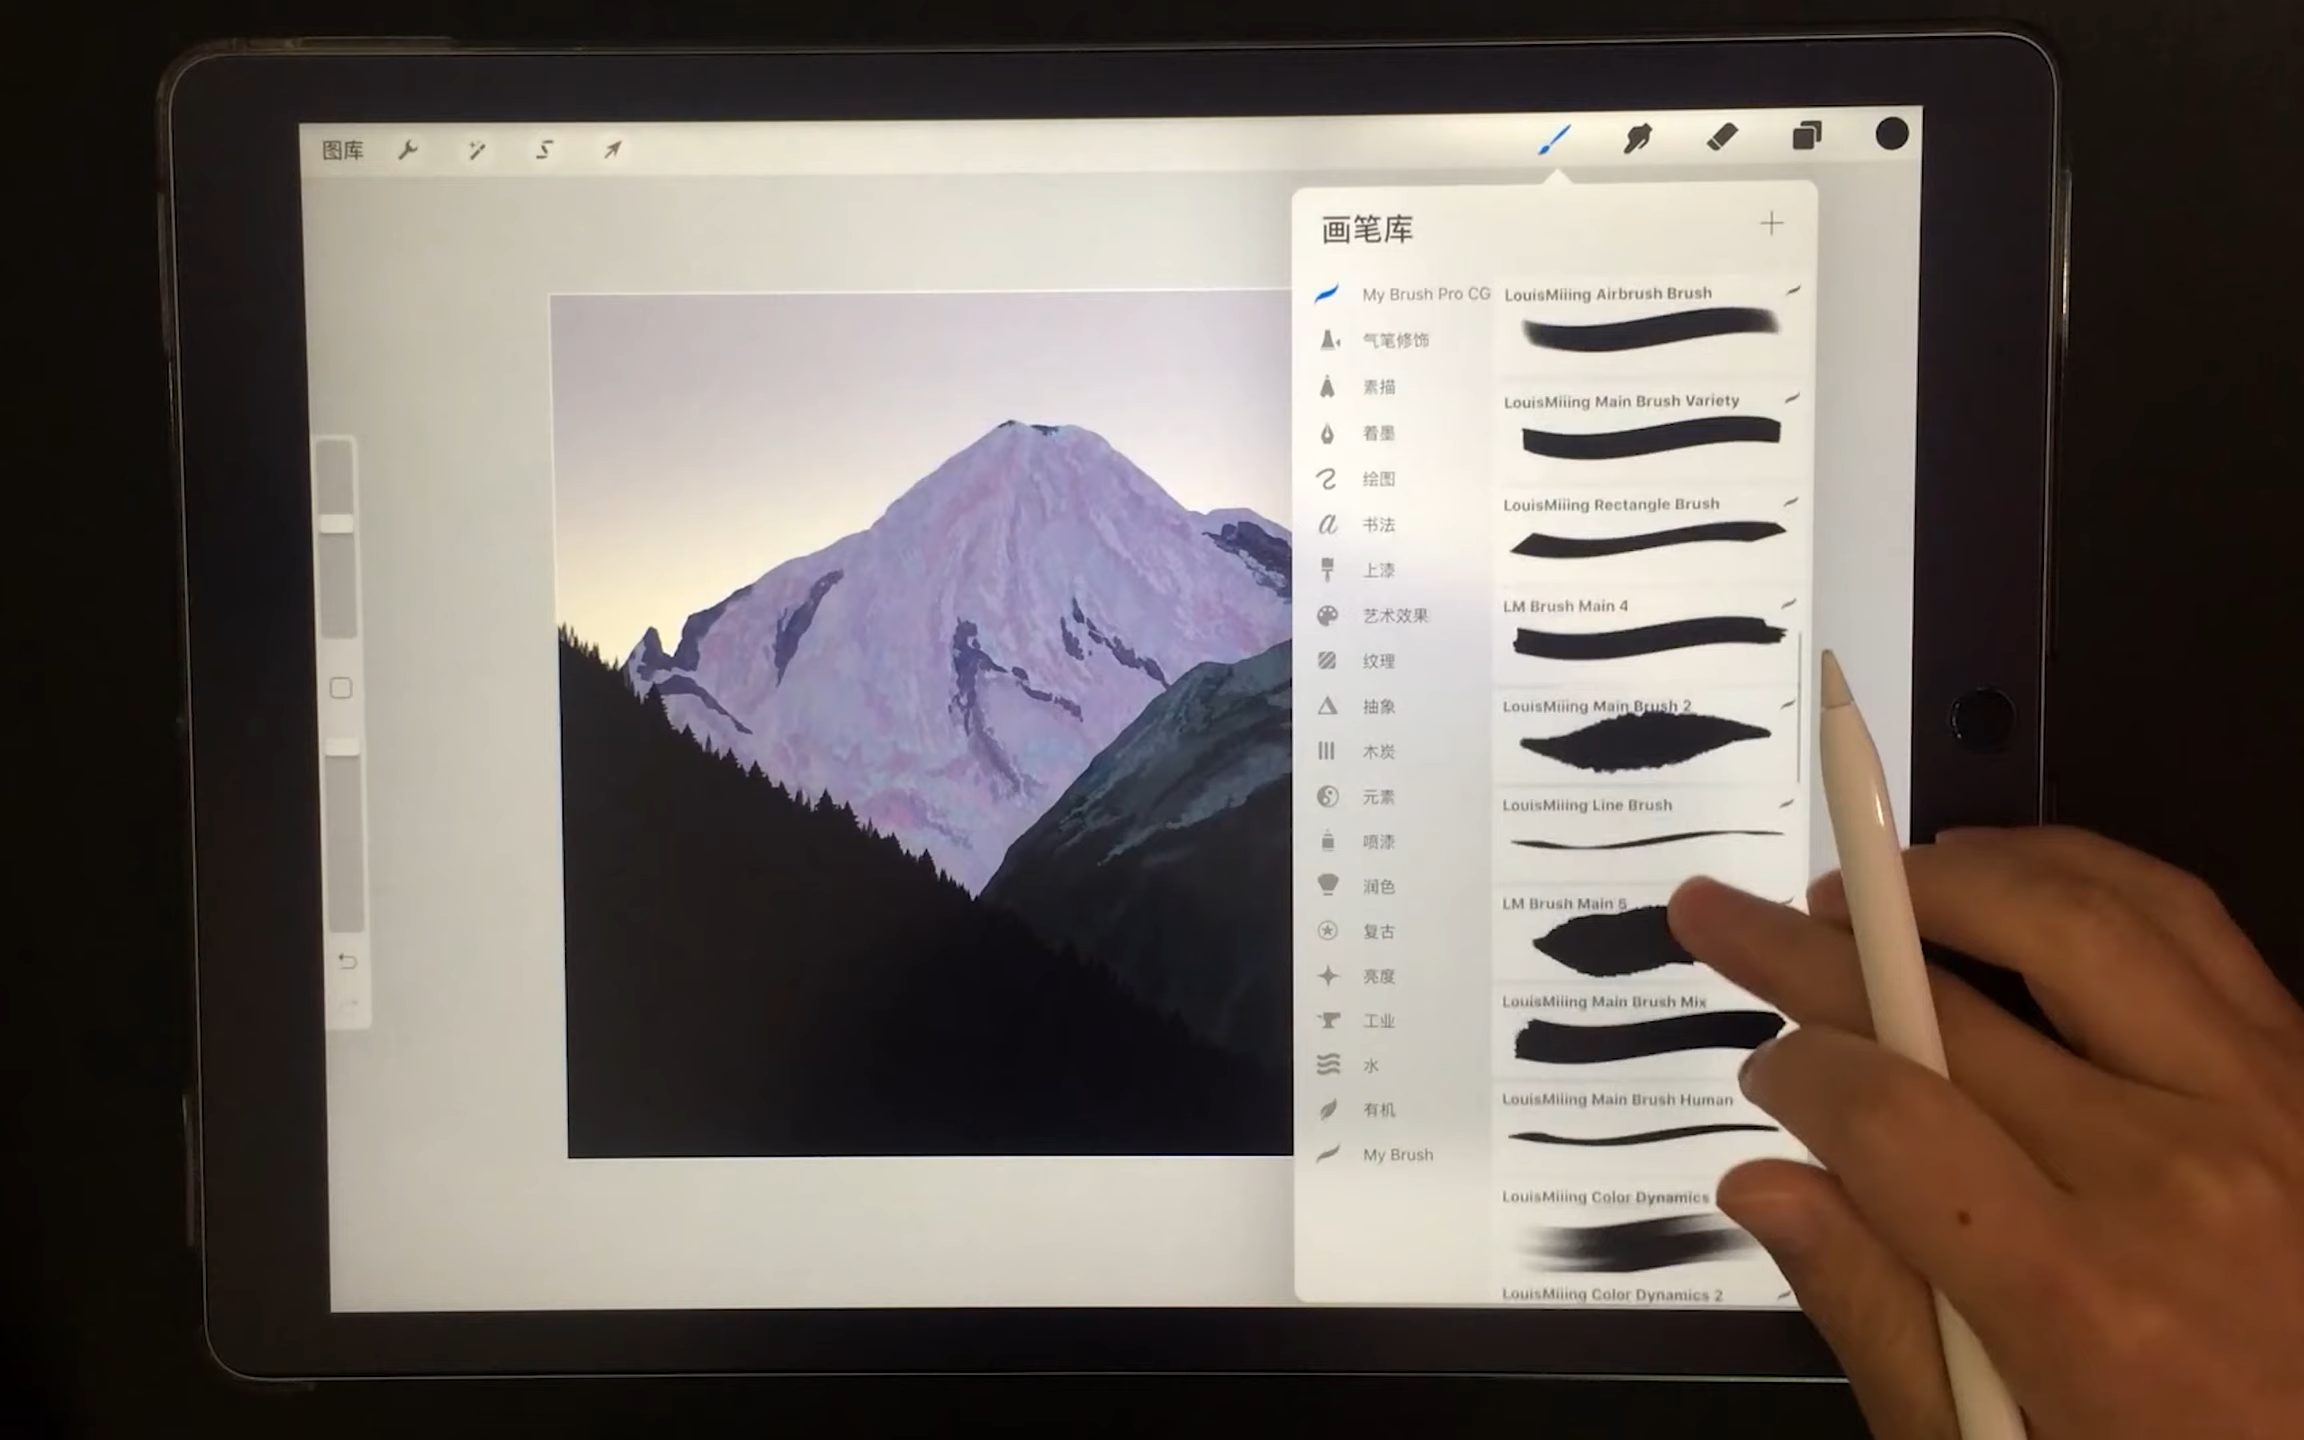 图库
画笔库
My Brush Pro CG
气笔修饰
素描
着墨
绘图
书法
上漆
艺术效果
纹理
抽象
木炭
元素
喷漆
润色
复古
亮度
工业
水
有机
My Brush
LouisMiiing Airbrush Brush
LouisMiiing Main Brush Variety
LouisMiiing Rectangle Brush
LM Brush Main 4
LouisMiiing Main Brush 2
LouisMiiing Line Brush
LM Brush Main 5
LouisMiiing Main Brush Mix
LouisMiiing Main Brush Human
LouisMiiing Color Dynamics
LouisMiiing Color Dynamics 2